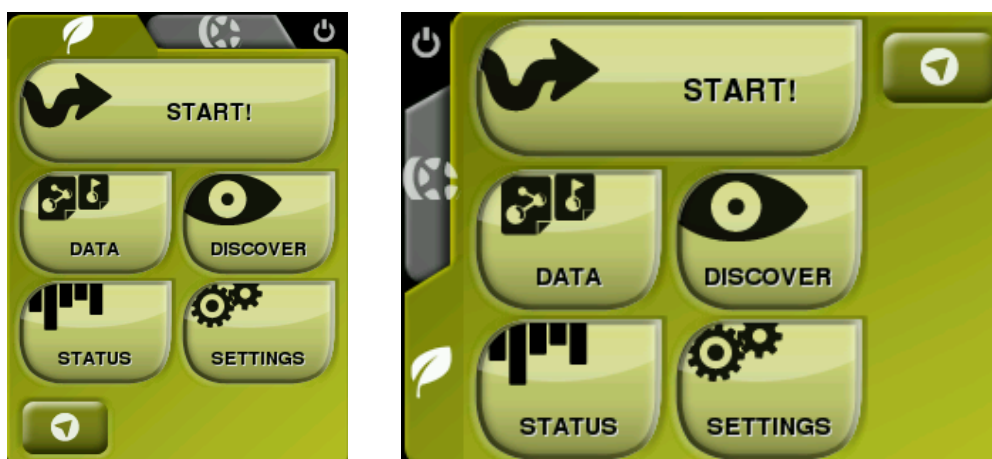 START!
DATA
DISCOVER
STATUS
SETTINGS
START!
DATA
DISCOVER
STATUS
SETTINGS